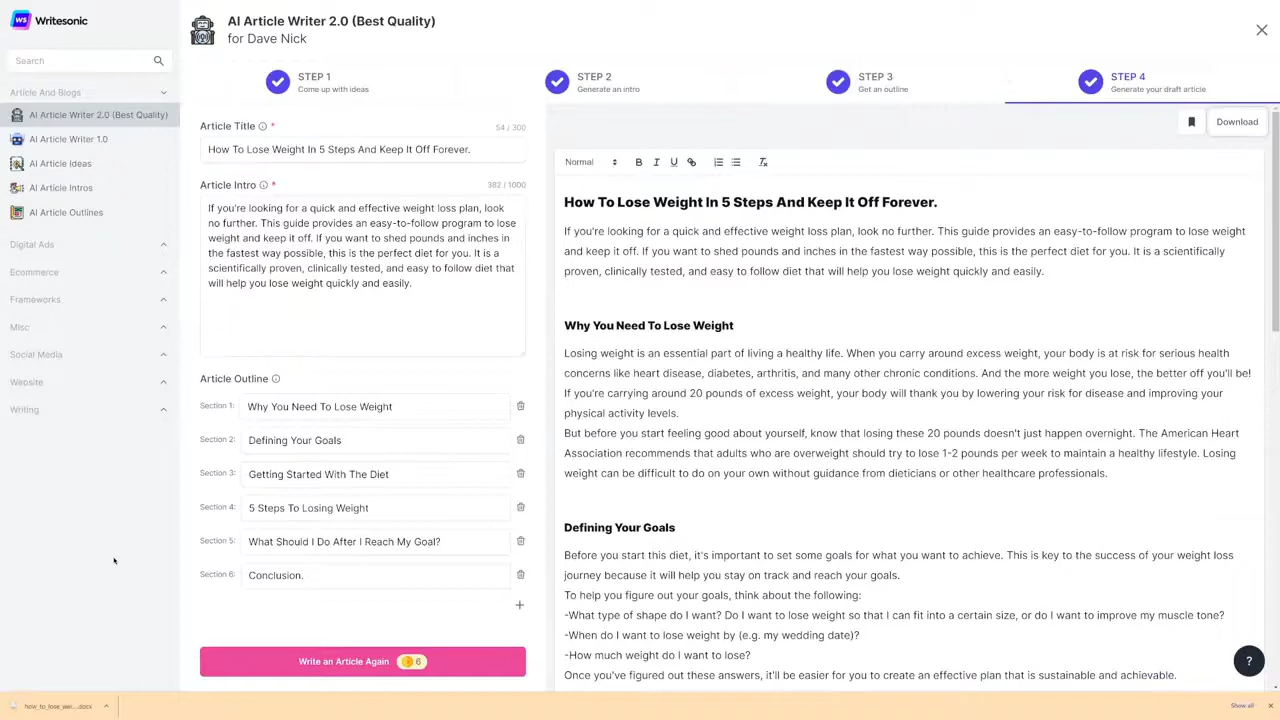 WS Writesonic
AI Article Writer 2.0 (Best Quality)
for Dave Nick
Search
Article And Blogs
AI Article Writer 2.0 (Best Quality)
AI Article Writer 1.0
AI Article Ideas
AI Article Intros
AI Article Outlines
Digital Ads
Ecommerce
Frameworks
Misc
Social Media
Website
Writing
STEP 1
Come up with ideas
STEP 2
Generate an intro
STEP 3
Get an outline
STEP 4
Generate your draft article
Article Title *
54 / 300
How To Lose Weight In 5 Steps And Keep It Off Forever.
Article Intro *
382 / 1000
If you're looking for a quick and effective weight loss plan, look
no further. This guide provides an easy-to-follow program to lose
weight and keep it off. If you want to shed pounds and inches in
the fastest way possible, this is the perfect diet for you. It is a
scientifically proven, clinically tested, and easy to follow diet that
will help you lose weight quickly and easily.
Article Outline
Section 1: Why You Need To Lose Weight
Section 2: Defining Your Goals
Section 3: Getting Started With The Diet
Section 4: 5 Steps To Losing Weight
Section 5: What Should I Do After I Reach My Goal?
Section 6: Conclusion.
+
Write an Article Again 6
Download
Normal B I U
How To Lose Weight In 5 Steps And Keep It Off Forever.
If you're looking for a quick and effective weight loss plan, look no further. This guide provides an easy-to-follow program to lose weight
and keep it off. If you want to shed pounds and inches in the fastest way possible, this is the perfect diet for you. It is a scientifically
proven, clinically tested, and easy to follow diet that will help you lose weight quickly and easily.
Why You Need To Lose Weight
Losing weight is an essential part of living a healthy life. When you carry around excess weight, your body is at risk for serious health
concerns like heart disease, diabetes, arthritis, and many other chronic conditions. And the more weight you lose, the better off you'll be!
If you're carrying around 20 pounds of excess weight, your body will thank you by lowering your risk for disease and improving your
physical activity levels.
But before you start feeling good about yourself, know that losing these 20 pounds doesn't just happen overnight. The American Heart
Association recommends that adults who are overweight should try to lose 1-2 pounds per week to maintain a healthy lifestyle. Losing
weight can be difficult to do on your own without guidance from dieticians or other healthcare professionals.
Defining Your Goals
Before you start this diet, it's important to set some goals for what you want to achieve. This is key to the success of your weight loss
journey because it will help you stay on track and reach your goals.
To help you figure out your goals, think about the following:
-What type of shape do I want? Do I want to lose weight so that I can fit into a certain size, or do I want to improve my muscle tone?
-When do I want to lose weight by (e.g. my wedding date)?
-How much weight do I want to lose?
Once you've figured out these answers, it'll be easier for you to create an effective plan that is sustainable and achievable.
?
how_to_lose_wei....docx
Show all